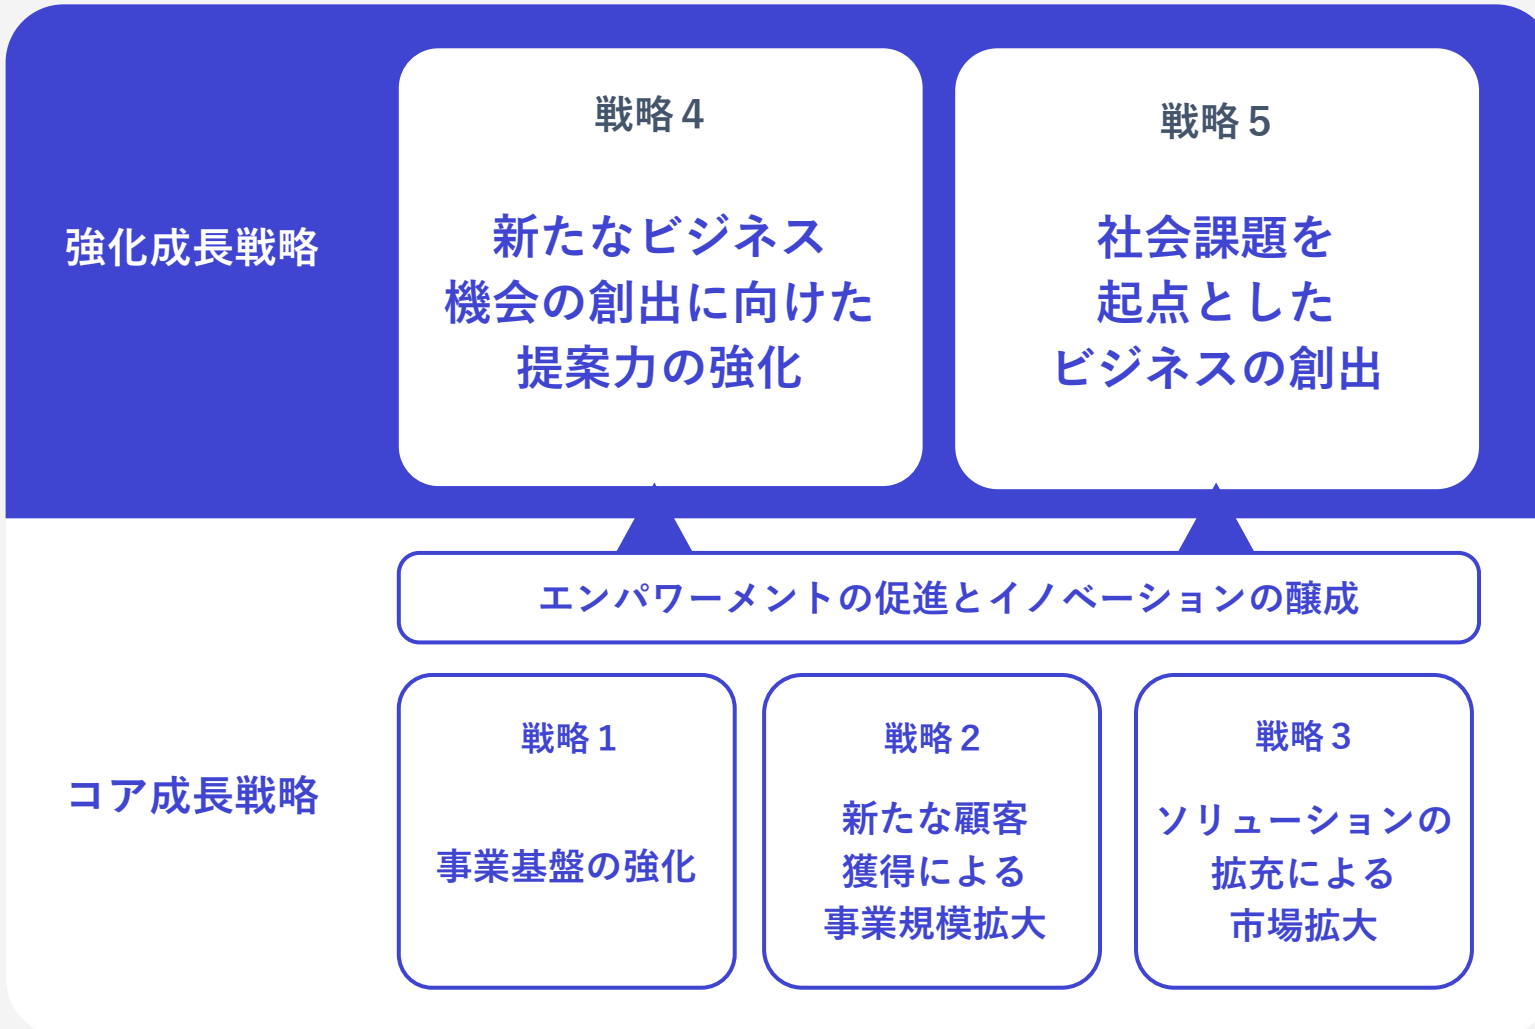 強化成長戦略
戦略4
新たなビジネス
機会の創出に向けた
提案力の強化
戦略5
社会課題を
起点とした
ビジネスの創出
エンパワーメントの促進とイノベーションの醸成
コア成長戦略
戦略1
事業基盤の強化
戦略2
新たな顧客
獲得による
事業規模拡大
戦略3
ソリューションの
拡充による
市場拡大